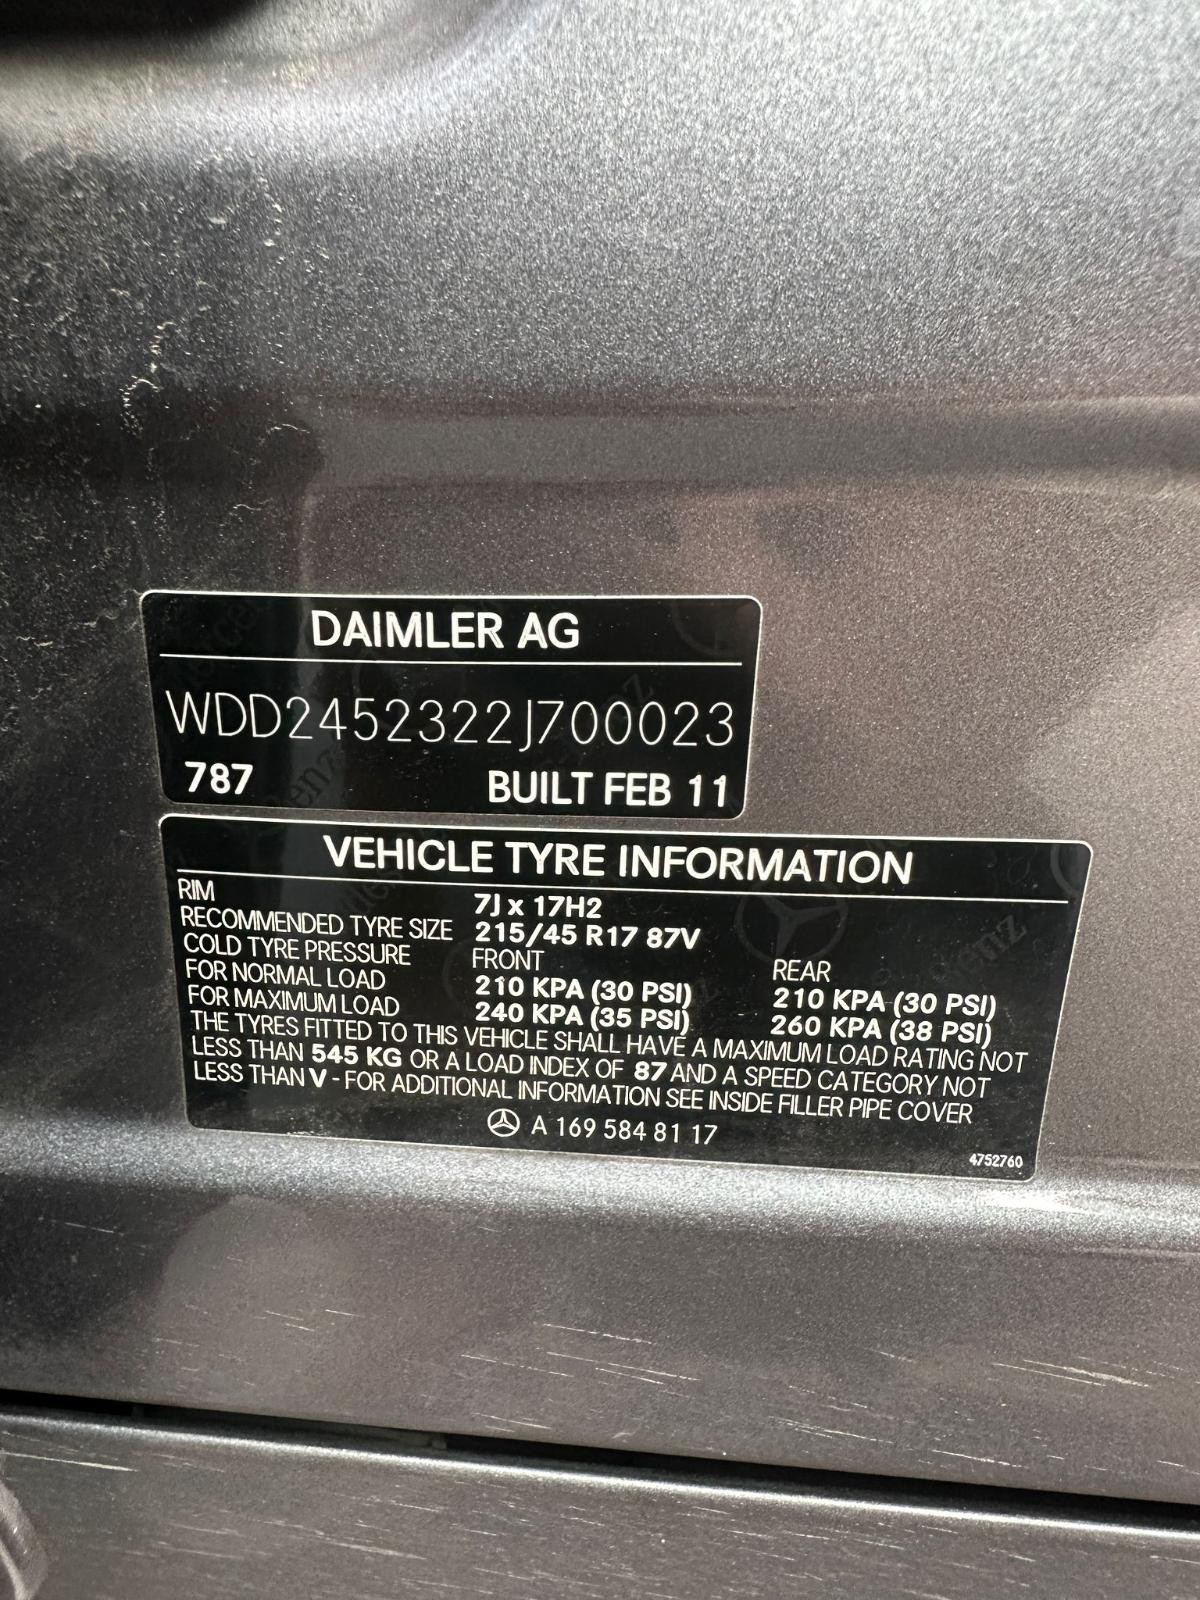 DAIMLER AG
WDD2452322J700023
787 BUILT FEB 11
VEHICLE TYRE INFORMATION
RIM 7J x 17H2
RECOMMENDED TYRE SIZE 215/45 R17 87V
COLD TYRE PRESSURE FRONT REAR
FOR NORMAL LOAD 210 KPA (30 PSI) 210 KPA (30 PSI)
FOR MAXIMUM LOAD 240 KPA (35 PSI) 260 KPA (38 PSI)
THE TYRES FITTED TO THIS VEHICLE SHALL HAVE A MAXIMUM LOAD RATING NOT
LESS THAN 545 KG OR A LOAD INDEX OF 87 AND A SPEED CATEGORY NOT
LESS THAN V - FOR ADDITIONAL INFORMATION SEE INSIDE FILLER PIPE COVER
A 169 584 81 17
4752760